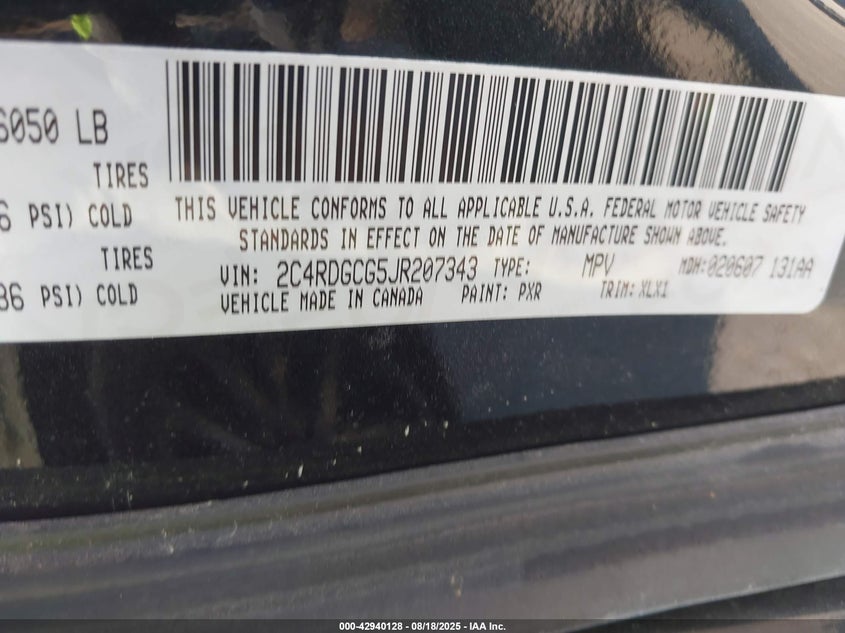 6050 LB
TIRES
6 PSI) COLD
TIRES
36 PSI) COLD
THIS VEHICLE CONFORMS TO ALL APPLICABLE U.S.A. FEDERAL MOTOR VEHICLE SAFETY
STANDARDS IN EFFECT ON THE DATE OF MANUFACTURE SHOWN ABOVE.
VIN: 2C4RDGCG5JR207343 TYPE: MPV MDH:020607 131AA
VEHICLE MADE IN CANADA PAINT: PXR TRIM: XLX1
000-42940128 - 08/18/2025 - IAA Inc.